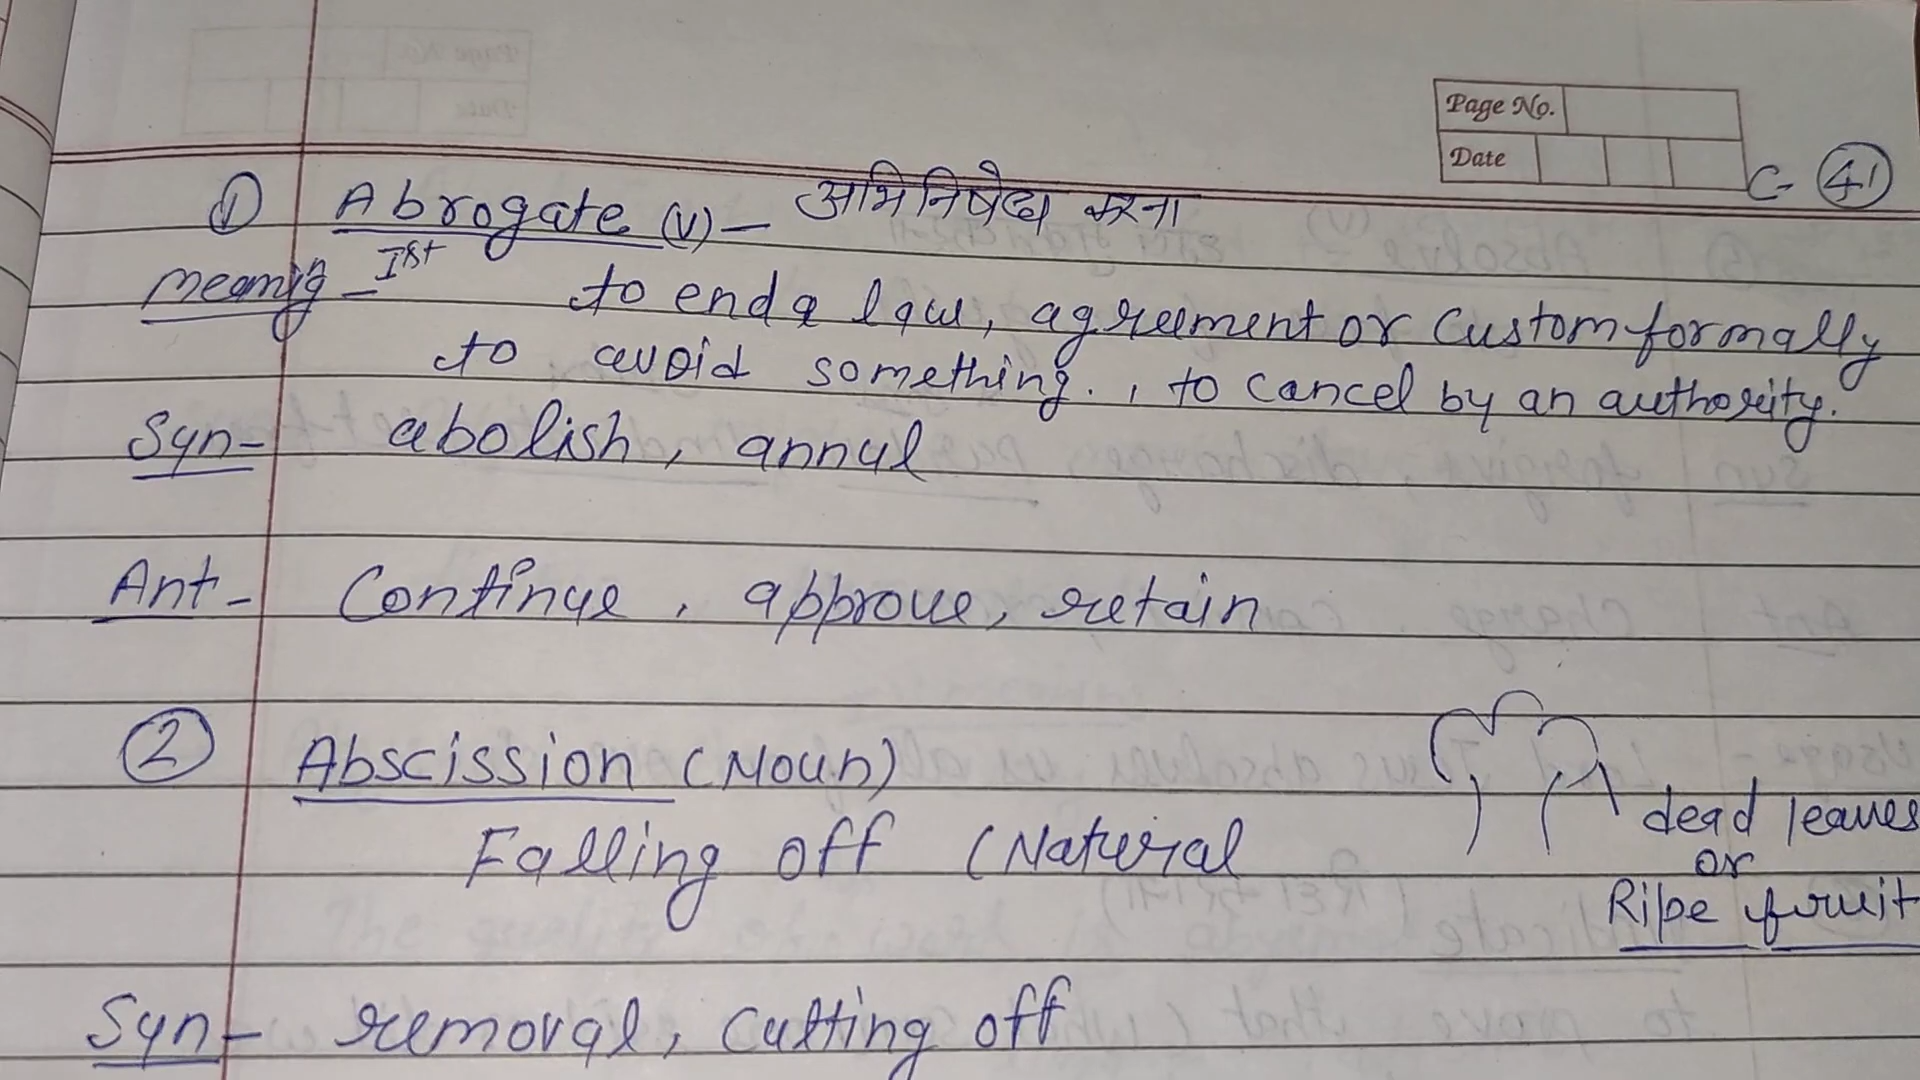 Page No.
Date
C- 41
① Abrogate (v) — अभिनिषेध करना
Meanig - Ist to end a law, agreement or Custom formally
to avoid something. , to cancel by an authority.
Syn- abolish, annul
Ant- Continue, approve, retain
② Abscission (Noun)
Falling off (Natural
dead leaves
or
Ripe fruit
Syn- removal, Cutting off